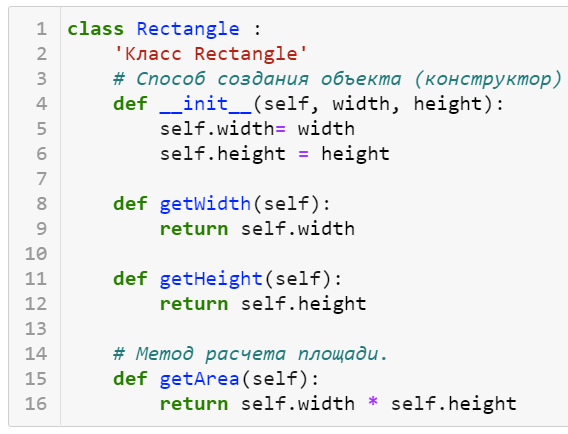 1 class Rectangle :
2     'Класс Rectangle'
3     # Способ создания объекта (конструктор)
4     def __init__(self, width, height):
5         self.width= width
6         self.height = height
7
8     def getWidth(self):
9         return self.width
10
11     def getHeight(self):
12         return self.height
13
14     # Метод расчета площади.
15     def getArea(self):
16         return self.width * self.height